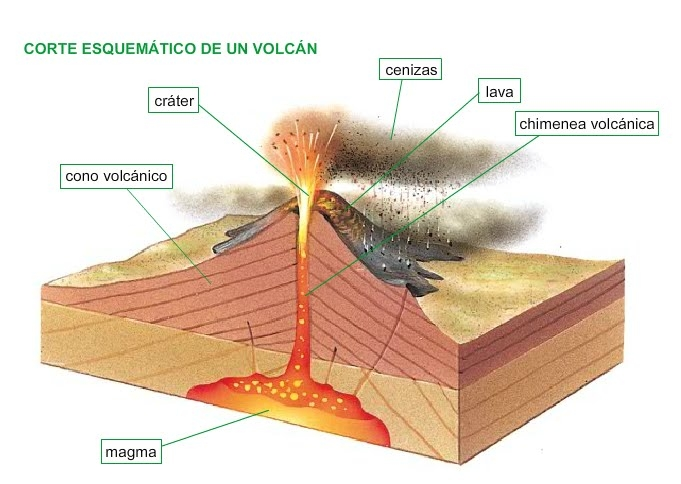 CORTE ESQUEMÁTICO DE UN VOLCÁN
cenizas
lava
cráter
chimenea volcánica
cono volcánico
magma